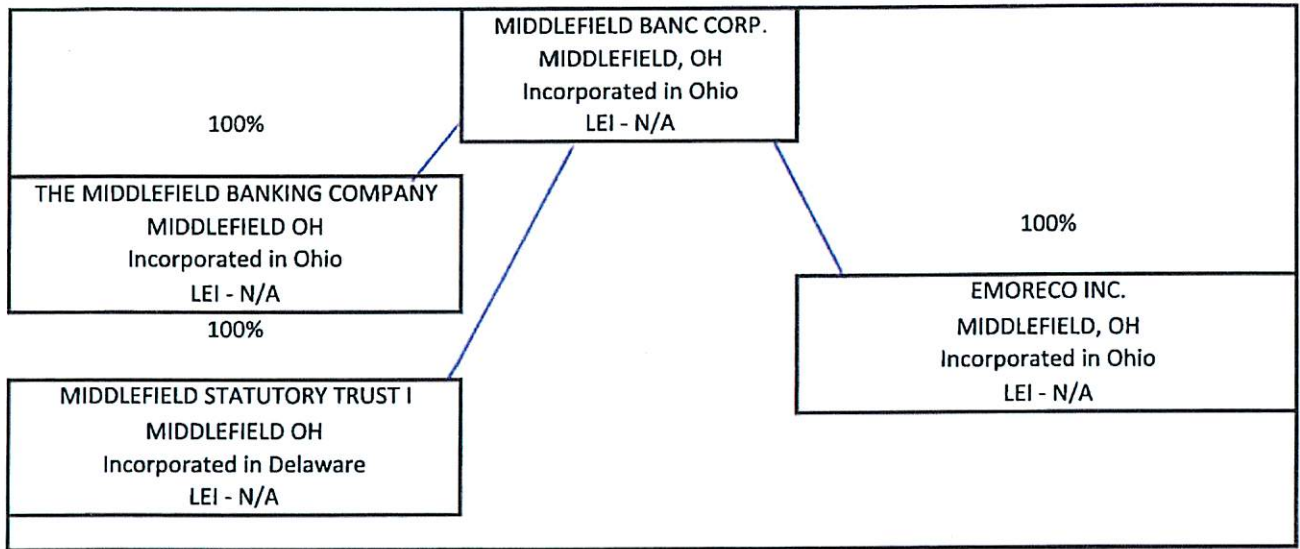 MIDDLEFIELD BANC CORP.
MIDDLEFIELD, OH
Incorporated in Ohio
LEI - N/A
100%
THE MIDDLEFIELD BANKING COMPANY
MIDDLEFIELD OH
Incorporated in Ohio
LEI - N/A
100%
EMORECO INC.
MIDDLEFIELD, OH
Incorporated in Ohio
LEI - N/A
100%
MIDDLEFIELD STATUTORY TRUST I
MIDDLEFIELD OH
Incorporated in Delaware
LEI - N/A